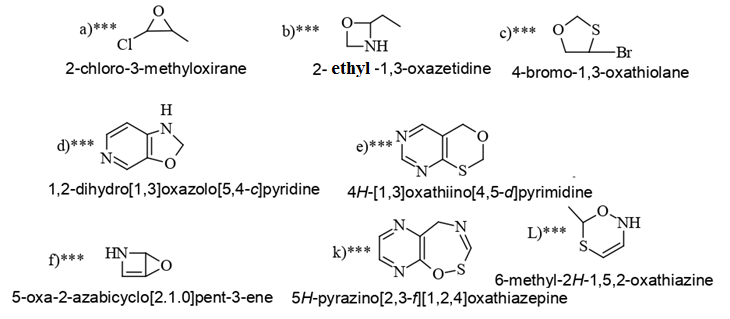 a)*** O Cl
b)*** O NH
c)*** O S Br
2-chloro-3-methyloxirane
2- ethyl -1,3-oxazetidine
4-bromo-1,3-oxathiolane
d)*** H N N O
e)*** N N O S
1,2-dihydro[1,3]oxazolo[5,4-c]pyridine
4H-[1,3]oxathiino[4,5-d]pyrimidine
f)*** HN O
k)*** N N N O S
L)*** O NH S
5-oxa-2-azabicyclo[2.1.0]pent-3-ene
5H-pyrazino[2,3-f][1,2,4]oxathiazepine
6-methyl-2H-1,5,2-oxathiazine